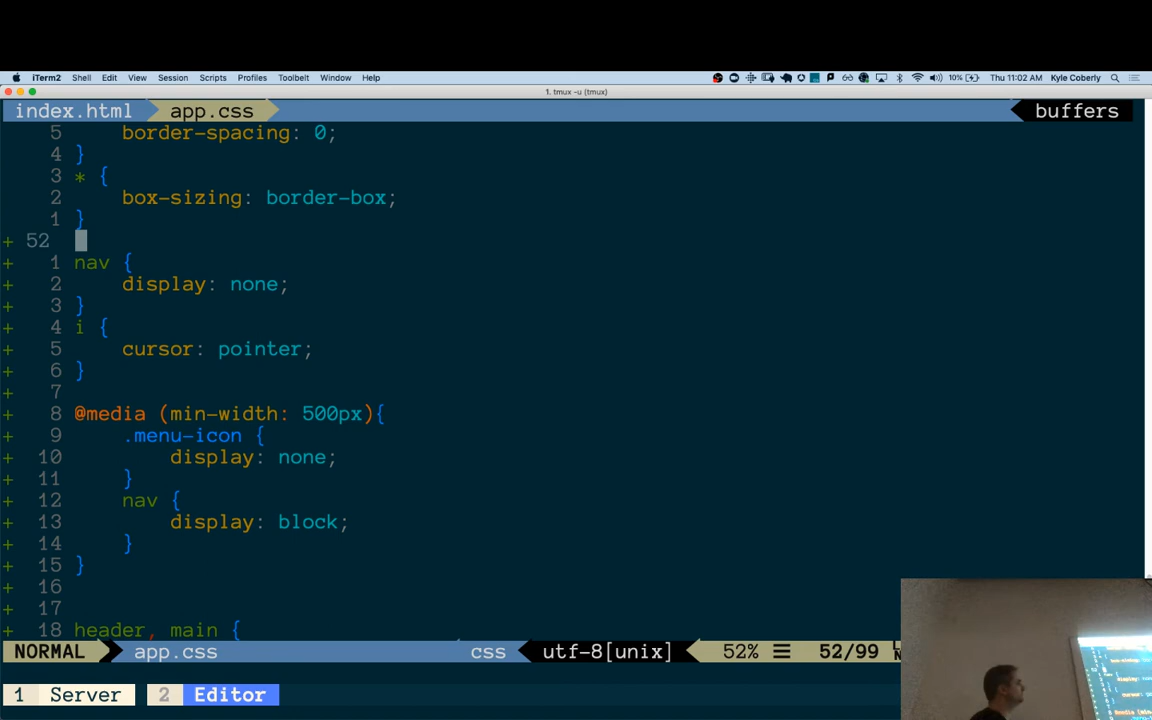 iTerm2 Shell Edit View Session Scripts Profiles Toolbelt Window Help 10% Thu 11:02 AM Kyle Coberly
1. tmux -u (tmux)
index.html app.css buffers
5 border-spacing: 0;
4 }
3 * {
2 box-sizing: border-box;
1 }
+ 52
+ 1 nav {
+ 2 display: none;
+ 3 }
+ 4 i {
+ 5 cursor: pointer;
+ 6 }
+ 7
+ 8 @media (min-width: 500px){
+ 9 .menu-icon {
+ 10 display: none;
+ 11 }
+ 12 nav {
+ 13 display: block;
+ 14 }
+ 15 }
+ 16
+ 17
+ 18 header, main {
NORMAL app.css css utf-8[unix] 52% ☰ 52/99
1 Server 2 Editor